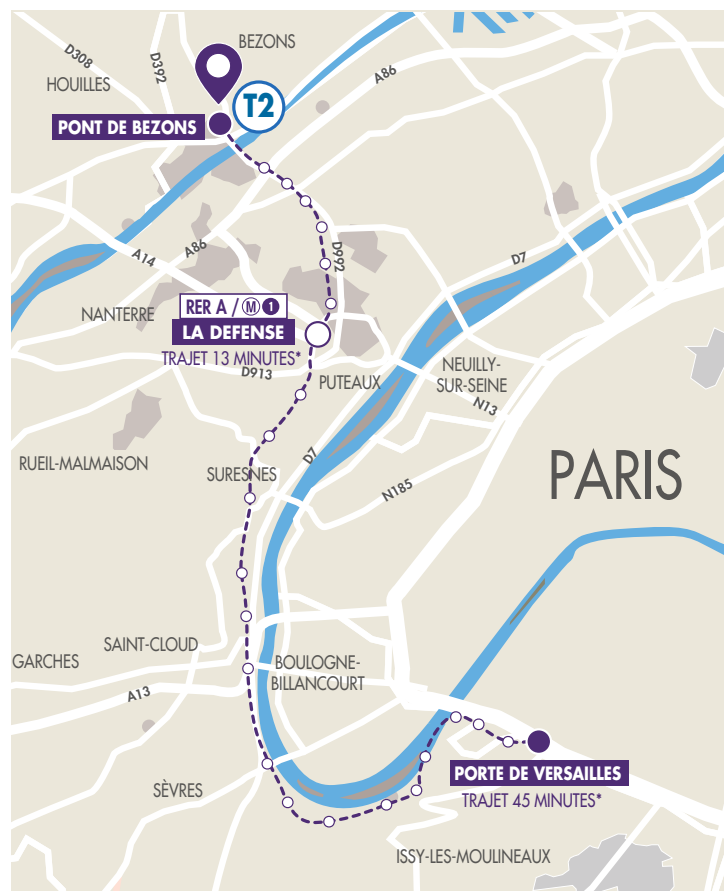 BEZONS
D308
D392
A86
HOUILLES
T2
PONT DE BEZONS
A86
D992
D7
A14
NANTERRE
RER A / M 1
LA DEFENSE
TRAJET 13 MINUTES*
D913
PUTEAUX
NEUILLY-
SUR-SEINE
N13
RUEIL-MALMAISON
D7
SURESNES
N185
PARIS
SAINT-CLOUD
GARCHES
BOULOGNE-
BILLANCOURT
A13
PORTE DE VERSAILLES
SÈVRES
TRAJET 45 MINUTES*
ISSY-LES-MOULINEAUX